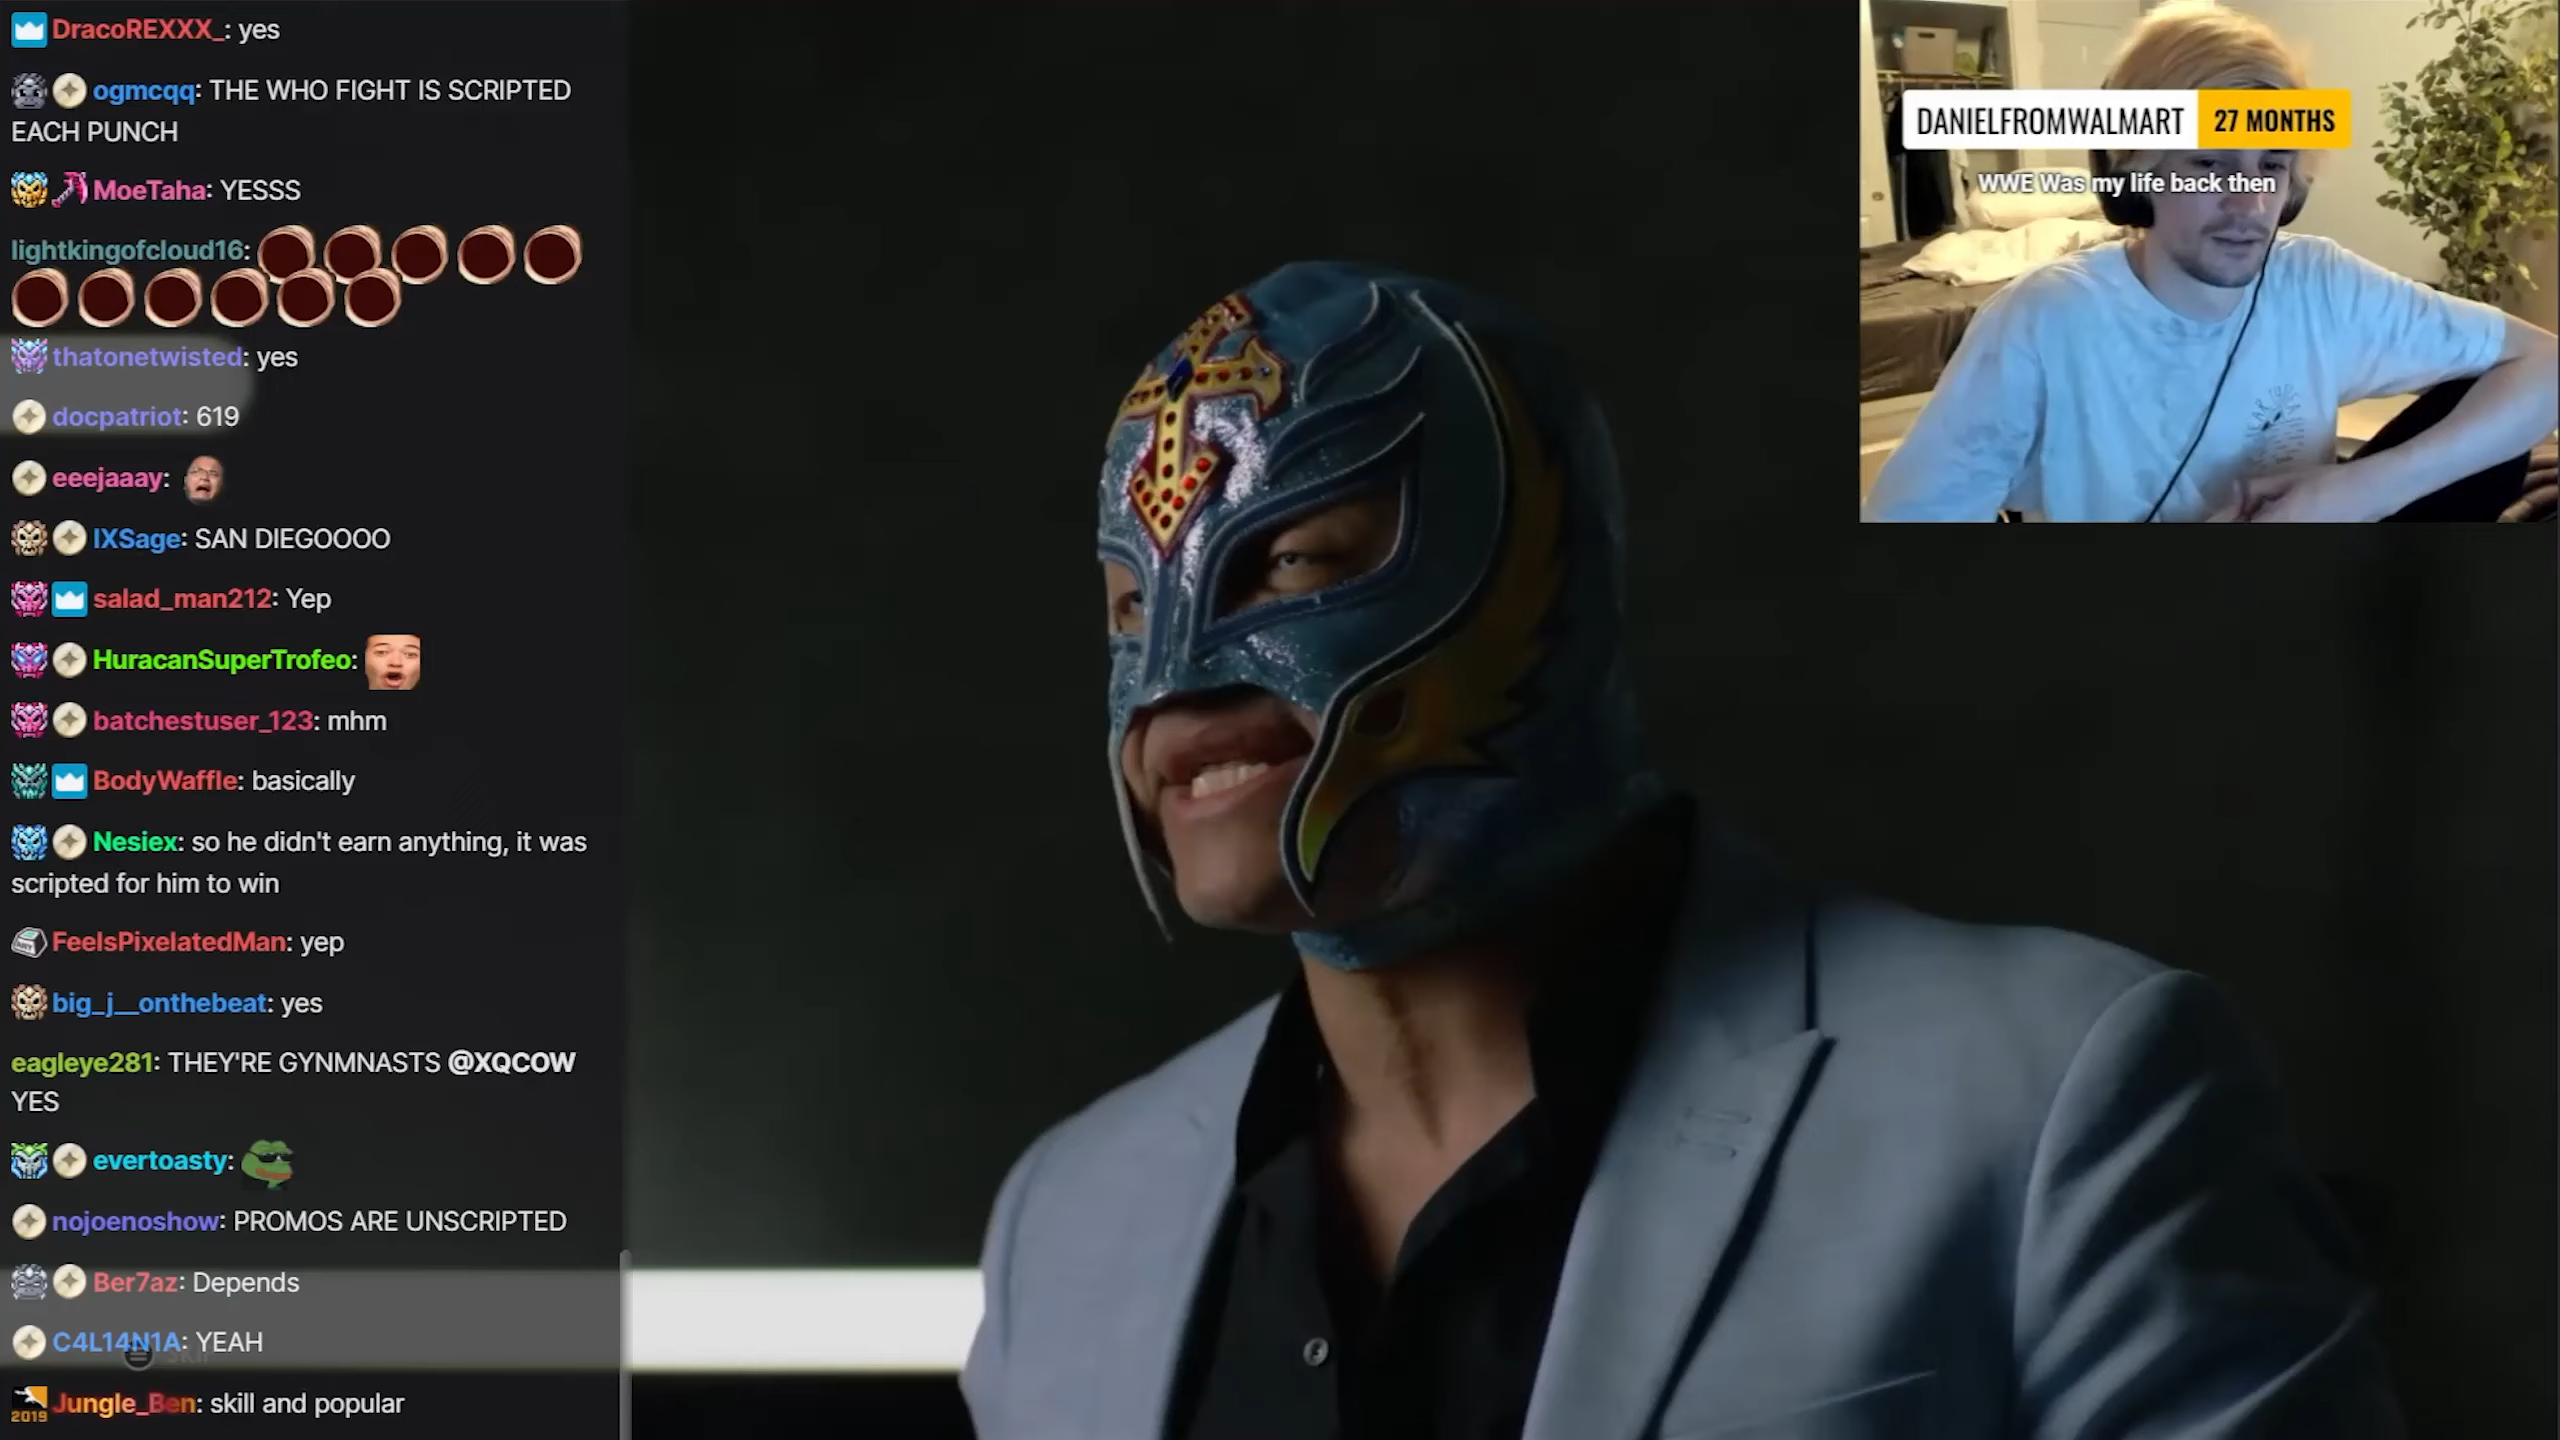 DracoREXXX_: yes
ogmcqq: THE WHO FIGHT IS SCRIPTED
EACH PUNCH
MoeTaha: YESSS
lightkingofcloud16:
thatonetwisted: yes
docpatriot: 619
eeejaaay:
IXSage: SAN DIEGOOOO
salad_man212: Yep
HuracanSuperTrofeo:
batchestuser_123: mhm
BodyWaffle: basically
Nesiex: so he didn't earn anything, it was
scripted for him to win
FeelsPixelatedMan: yep
big_j__onthebeat: yes
eagleye281: THEY'RE GYNMNASTS @XQCOW
YES
evertoasty:
nojoenoshow: PROMOS ARE UNSCRIPTED
Ber7az: Depends
C4L14N1A: YEAH
2019 Jungle_Ben: skill and popular
DANIELFROMWALMART 27 MONTHS
WWE Was my life back then